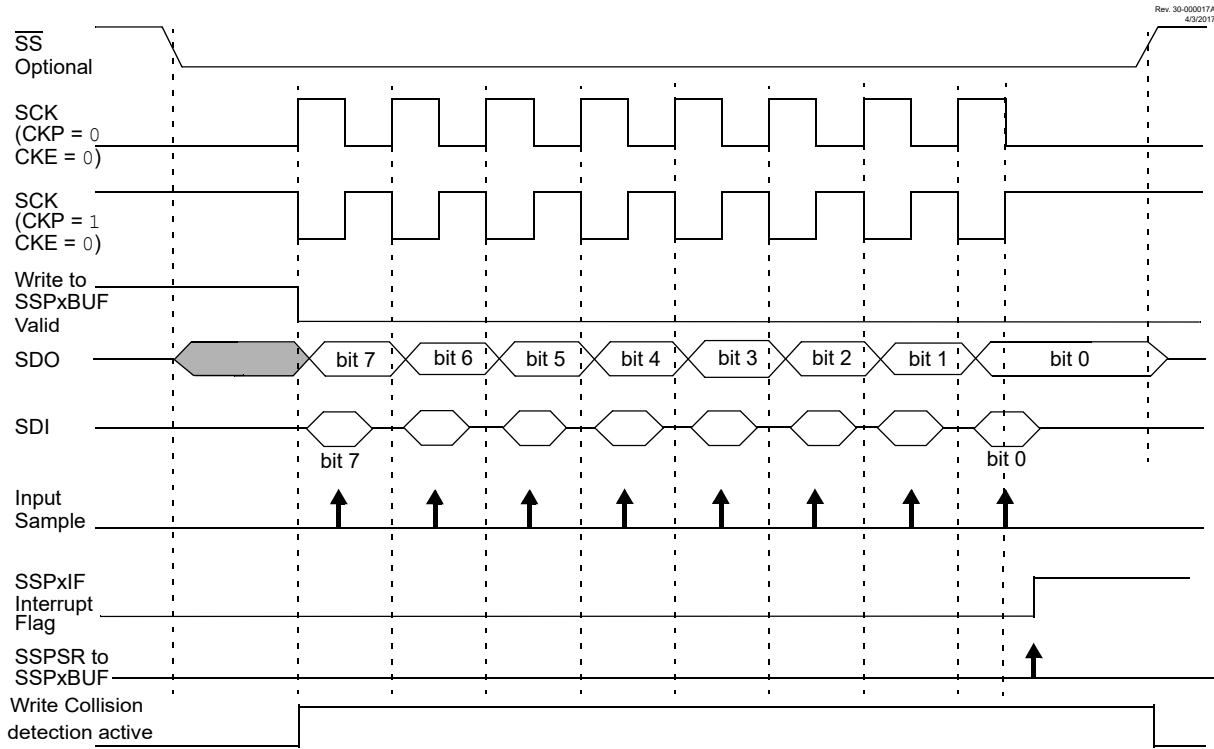 Rev. 30-000017A
4/3/2017
SS
Optional
SCK
(CKP = 0
CKE = 0)
SCK
(CKP = 1
CKE = 0)
Write to
SSPxBUF
Valid
SDO
bit 7
bit 6
bit 5
bit 4
bit 3
bit 2
bit 1
bit 0
SDI
bit 7
bit 0
Input
Sample
SSPxIF
Interrupt
Flag
SSPSR to
SSPxBUF
Write Collision
detection active